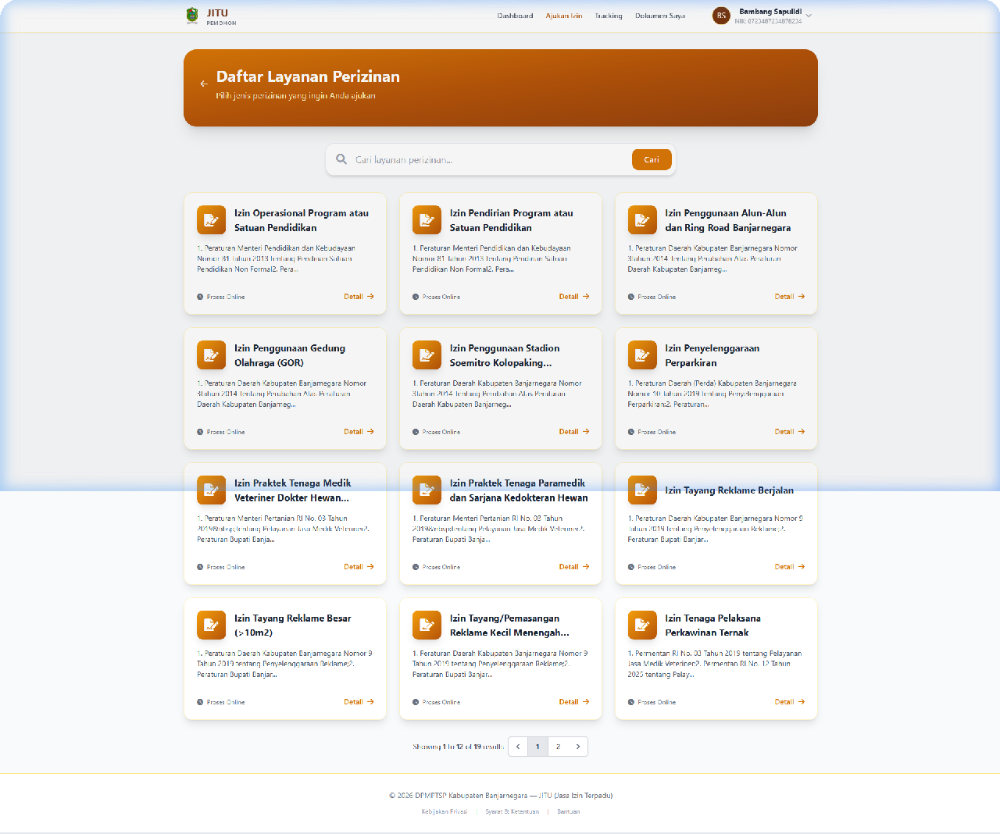 JITU
PEMOHON
Dashboard
Ajukan Izin
Tracking
Dokumen Saya
BS
Bambang Sapulidi
NIK: 8723487234878234
Daftar Layanan Perizinan
Pilih jenis perizinan yang ingin Anda ajukan
Cari layanan perizinan...
Cari
Izin Operasional Program atau
Satuan Pendidikan
1. Peraturan Menteri Pendidikan dan Kebudayaan
Nomor 81 Tahun 2013 tentang Pendirian Satuan
Pendidikan Non Formal2. Pera...
Proses Online
Detail
Izin Pendirian Program atau
Satuan Pendidikan
1. Peraturan Menteri Pendidikan dan Kebudayaan
Nomor 81 Tahun 2013 tentang Pendirian Satuan
Pendidikan Non Formal2. Pera...
Proses Online
Detail
Izin Penggunaan Alun-Alun
dan Ring Road Banjarnegara
1. Peraturan Daerah Kabupaten Banjarnegara Nomor
3Tahun 2014 Tentang Perubahan Atas Peraturan
Daerah Kabupaten Banjarneg...
Proses Online
Detail
Izin Penggunaan Gedung
Olahraga (GOR)
1. Peraturan Daerah Kabupaten Banjarnegara Nomor
3Tahun 2014 Tentang Perubahan Atas Peraturan
Daerah Kabupaten Banjarneg...
Proses Online
Detail
Izin Penggunaan Stadion
Soemitro Kolopaking...
1. Peraturan Daerah Kabupaten Banjarnegara Nomor
3Tahun 2014 Tentang Perubahan Atas Peraturan
Daerah Kabupaten Banjarneg...
Proses Online
Detail
Izin Penyelenggaraan
Perparkiran
1. Peraturan Daerah (Perda) Kabupaten Banjarnegara
Nomor 10 Tahun 2019 tentang Penyelenggaraan
Perparkiran;2. Peraturan...
Proses Online
Detail
Izin Praktek Tenaga Medik
Veteriner Dokter Hewan...
1. Peraturan Menteri Pertanian RI No. 03 Tahun
2019&nbsp;tentang Pelayanan Jasa Medik Veteriner2.
Peraturan Bupati Banja...
Proses Online
Detail
Izin Praktek Tenaga Paramedik
dan Sarjana Kedokteran Hewan
1. Peraturan Menteri Pertanian RI No. 03 Tahun
2019&nbsp;tentang Pelayanan Jasa Medik Veteriner2.
Peraturan Bupati Banja...
Proses Online
Detail
Izin Tayang Reklame Berjalan
1. Peraturan Daerah Kabupaten Banjarnegara Nomor 9
Tahun 2019 tentang Penyelenggaraan Reklame;2.
Peraturan Bupati Banjar...
Proses Online
Detail
Izin Tayang Reklame Besar
(>10m2)
1. Peraturan Daerah Kabupaten Banjarnegara Nomor 9
Tahun 2019 tentang Penyelenggaraan Reklame;2.
Peraturan Bupati Banjar...
Proses Online
Detail
Izin Tayang/Pemasangan
Reklame Kecil Menengah...
1. Peraturan Daerah Kabupaten Banjarnegara Nomor 9
Tahun 2019 tentang Penyelenggaraan Reklame;2.
Peraturan Bupati Banjar...
Proses Online
Detail
Izin Tenaga Pelaksana
Perkawinan Ternak
1. Permentan RI No. 03 Tahun 2019 tentang Pelayanan
Jasa Medik Veteriner;2. Permentan RI No. 12 Tahun
2025 tentang Pelay...
Proses Online
Detail
Showing 1 to 12 of 19 results
1
2
© 2026 DPMPTSP Kabupaten Banjarnegara — JITU (Jasa Izin Terpadu)
Kebijakan Privasi | Syarat & Ketentuan | Bantuan